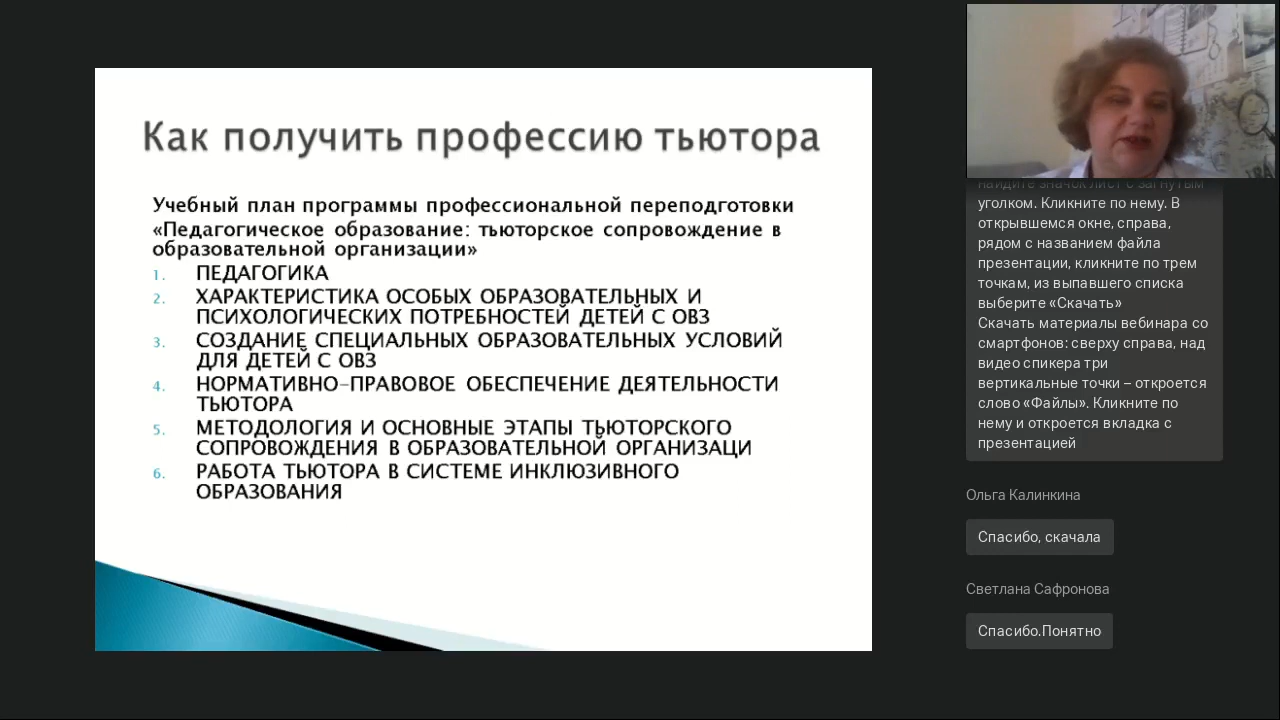 Как получить профессию тьютора
Учебный план программы профессиональной переподготовки
«Педагогическое образование: тьюторское сопровождение в
образовательной организации»
1. ПЕДАГОГИКА
2. ХАРАКТЕРИСТИКА ОСОБЫХ ОБРАЗОВАТЕЛЬНЫХ И
ПСИХОЛОГИЧЕСКИХ ПОТРЕБНОСТЕЙ ДЕТЕЙ С ОВЗ
3. СОЗДАНИЕ СПЕЦИАЛЬНЫХ ОБРАЗОВАТЕЛЬНЫХ УСЛОВИЙ
ДЛЯ ДЕТЕЙ С ОВЗ
4. НОРМАТИВНО-ПРАВОВОЕ ОБЕСПЕЧЕНИЕ ДЕЯТЕЛЬНОСТИ
ТЬЮТОРА
5. МЕТОДОЛОГИЯ И ОСНОВНЫЕ ЭТАПЫ ТЬЮТОРСКОГО
СОПРОВОЖДЕНИЯ В ОБРАЗОВАТЕЛЬНОЙ ОРГАНИЗАЦИ
6. РАБОТА ТЬЮТОРА В СИСТЕМЕ ИНКЛЮЗИВНОГО
ОБРАЗОВАНИЯ
найдите значок лист с загнутым
уголком. Кликните по нему. В
открывшемся окне, справа,
рядом с названием файла
презентации, кликните по трем
точкам, из выпавшего списка
выберите «Скачать»
Скачать материалы вебинара со
смартфонов: сверху справа, над
видео спикера три
вертикальные точки – откроется
слово «Файлы». Кликните по
нему и откроется вкладка с
презентацией
Ольга Калинкина
Спасибо, скачала
Светлана Сафронова
Спасибо.Понятно